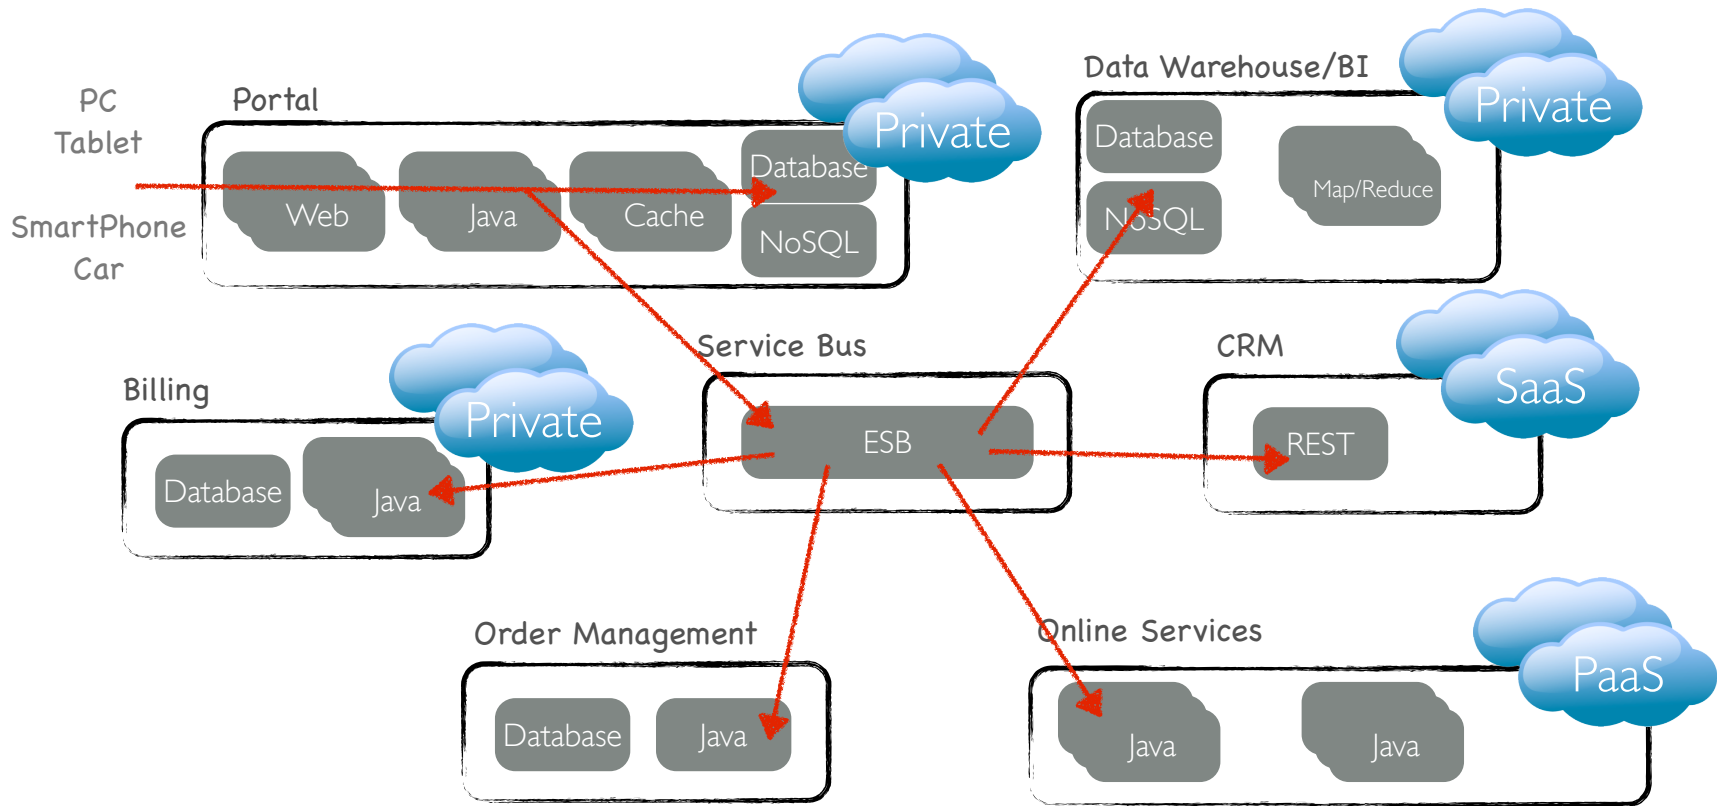 PC
Tablet
SmartPhone
Car
Portal
Private
Web
Java
Cache
Database
NoSQL
Data Warehouse/BI
Private
Database
NoSQL
Map/Reduce
Billing
Private
Database
Java
Service Bus
ESB
CRM
SaaS
REST
Order Management
Database
Java
Online Services
PaaS
Java
Java